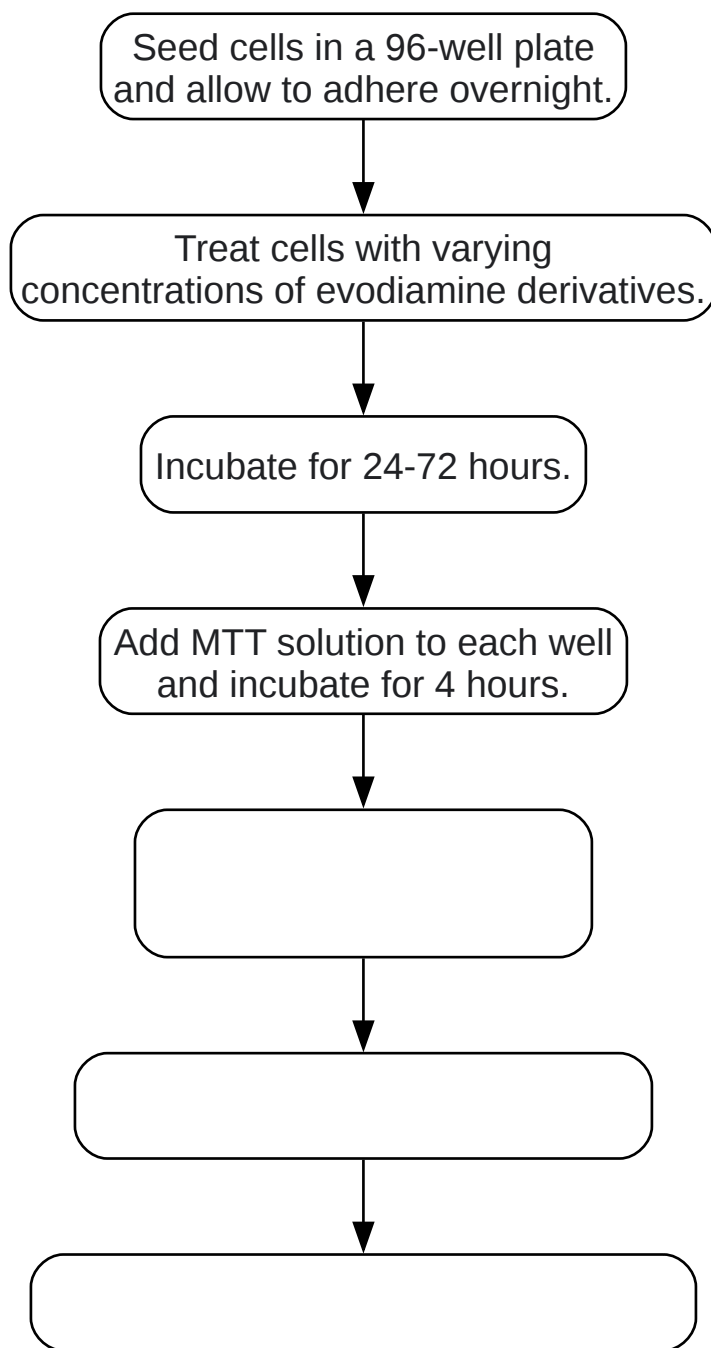 Seed cells in a 96-well plate
and allow to adhere overnight.
Treat cells with varying
concentrations of evodiamine derivatives.
Incubate for 24-72 hours.
Add MTT solution to each well
and incubate for 4 hours.